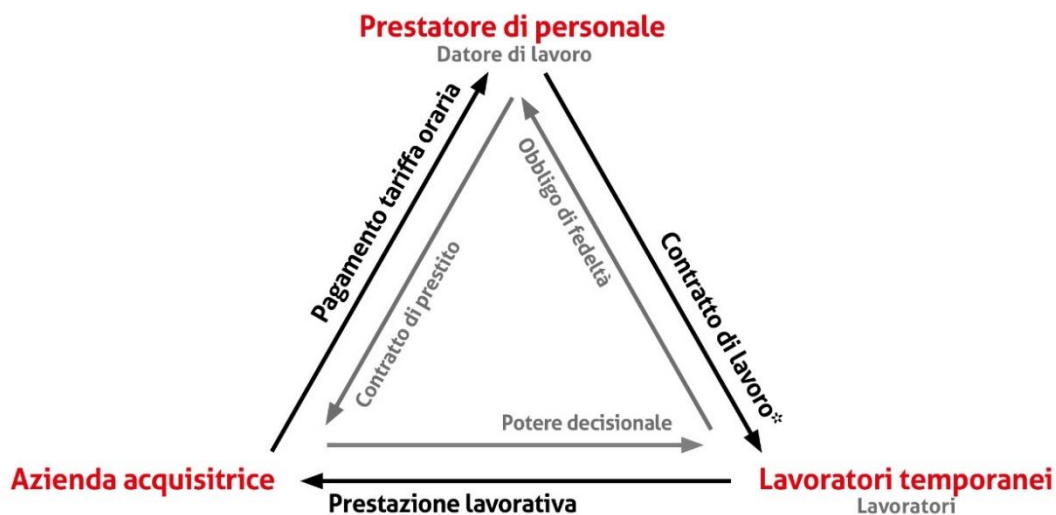 Prestatore di personale
Datore di lavoro
Pagamento tariffa oraria
Contratto di prestito
Obbligo di fedeltà
Contratto di lavoro*
Potere decisionale
Azienda acquisitrice
Prestazione lavorativa
Lavoratori temporanei
Lavoratori